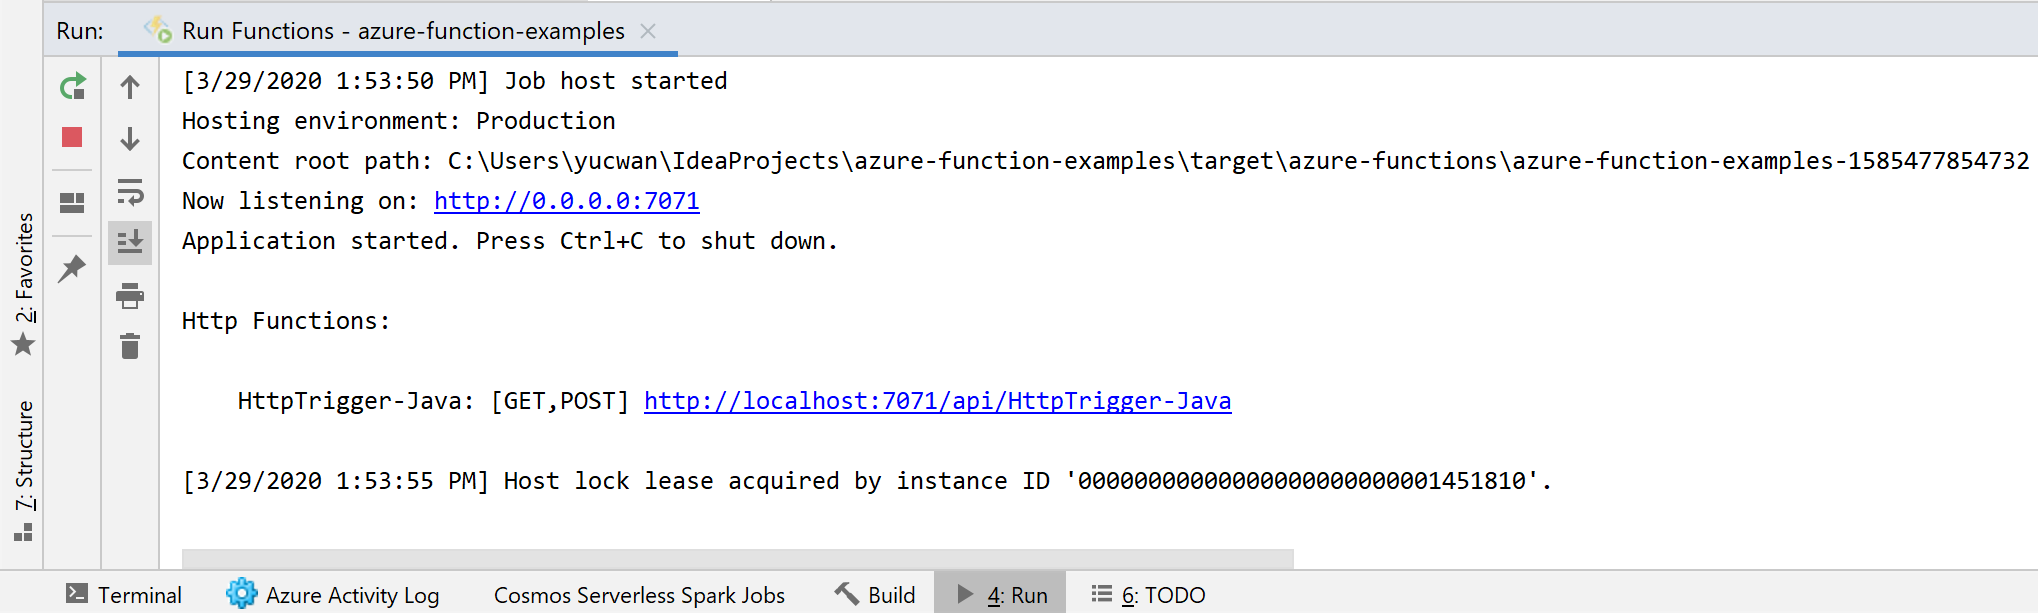 Run: Run Functions - azure-function-examples
[3/29/2020 1:53:50 PM] Job host started
Hosting environment: Production
Content root path: C:\Users\yucwan\IdeaProjects\azure-function-examples\target\azure-functions\azure-function-examples-1585477854732
Now listening on: http://0.0.0.0:7071
Application started. Press Ctrl+C to shut down.
Http Functions:
HttpTrigger-Java: [GET,POST] http://localhost:7071/api/HttpTrigger-Java
[3/29/2020 1:53:55 PM] Host lock lease acquired by instance ID '00000000000000000000000001451810'.
2: Favorites
7: Structure
Terminal Azure Activity Log Cosmos Serverless Spark Jobs Build 4: Run 6: TODO